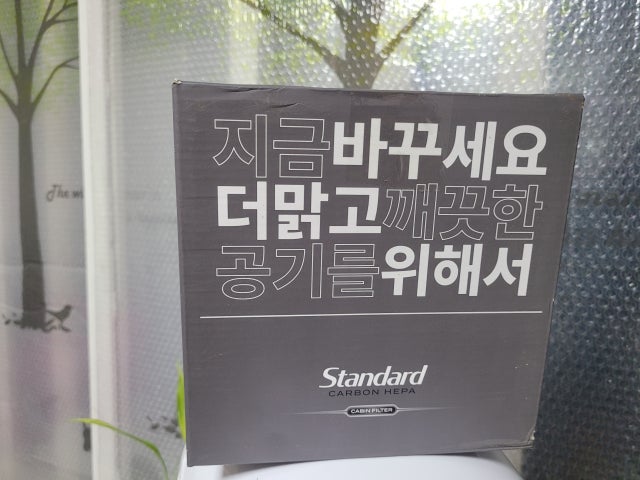 지금바꾸세요
더맑고깨끗한
공기를위해서
Standard
CARBON HEPA
CABIN FILTER
The